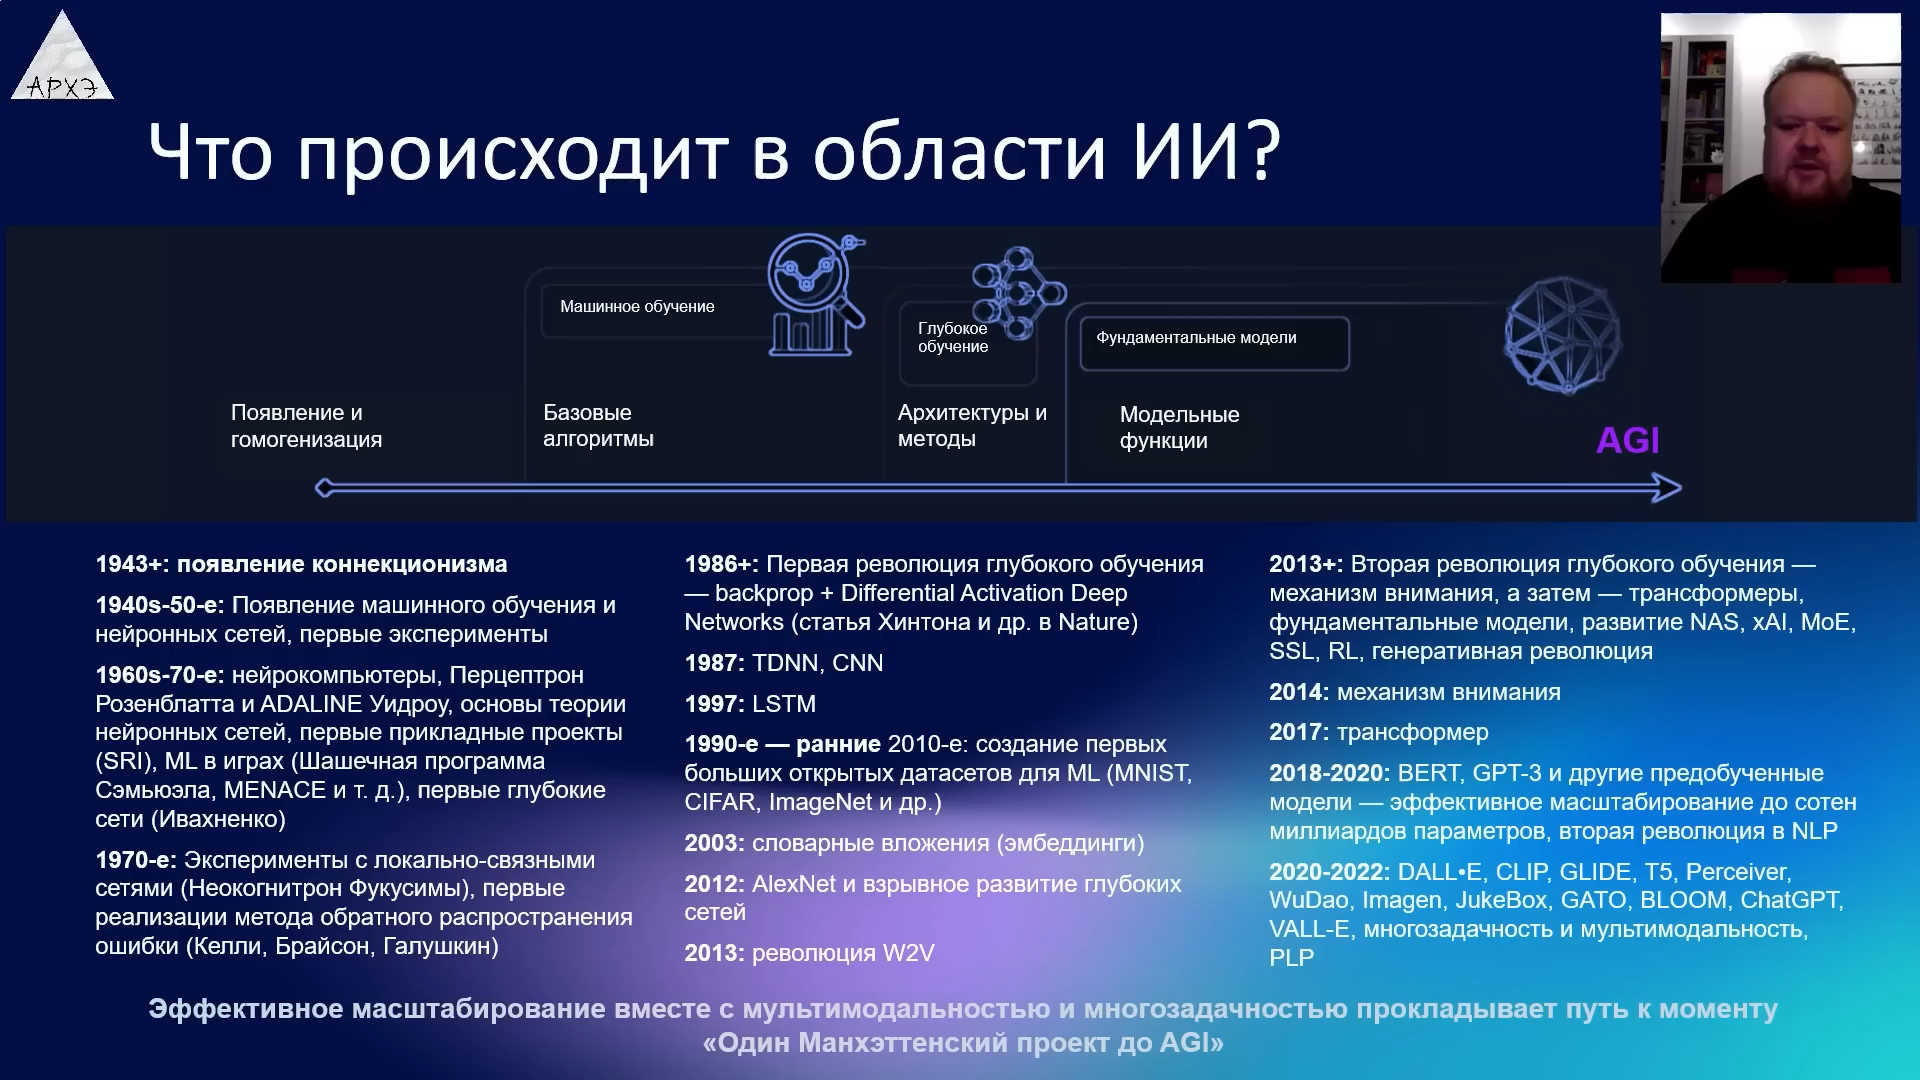 АРХЭ
Что происходит в области ИИ?
Машинное обучение
Глубокое
обучение
Фундаментальные модели
Появление и
гомогенизация
Базовые
алгоритмы
Архитектуры и
методы
Модельные
функции
AGI
1943+: появление коннекционизма
1940s-50-е: Появление машинного обучения и
нейронных сетей, первые эксперименты
1960s-70-е: нейрокомпьютеры, Перцептрон
Розенблатта и ADALINE Уидроу, основы теории
нейронных сетей, первые прикладные проекты
(SRI), ML в играх (Шашечная программа
Сэмьюэла, MENACE и т. д.), первые глубокие
сети (Ивахненко)
1970-е: Эксперименты с локально-связными
сетями (Неокогнитрон Фукусимы), первые
реализации метода обратного распространения
ошибки (Келли, Брайсон, Галушкин)
1986+: Первая революция глубокого обучения
— backprop + Differential Activation Deep
Networks (статья Хинтона и др. в Nature)
1987: TDNN, CNN
1997: LSTM
1990-е — ранние 2010-е: создание первых
больших открытых датасетов для ML (MNIST,
CIFAR, ImageNet и др.)
2003: словарные вложения (эмбеддинги)
2012: AlexNet и взрывное развитие глубоких
сетей
2013: революция W2V
2013+: Вторая революция глубокого обучения —
механизм внимания, а затем — трансформеры,
фундаментальные модели, развитие NAS, xAI, MoE,
SSL, RL, генеративная революция
2014: механизм внимания
2017: трансформер
2018-2020: BERT, GPT-3 и другие предобученные
модели — эффективное масштабирование до сотен
миллиардов параметров, вторая революция в NLP
2020-2022: DALL•E, CLIP, GLIDE, T5, Perceiver,
WuDao, Imagen, JukeBox, GATO, BLOOM, ChatGPT,
VALL-E, многозадачность и мультимодальность,
PLP
Эффективное масштабирование вместе с мультимодальностью и многозадачностью прокладывает путь к моменту
«Один Манхэттенский проект до AGI»